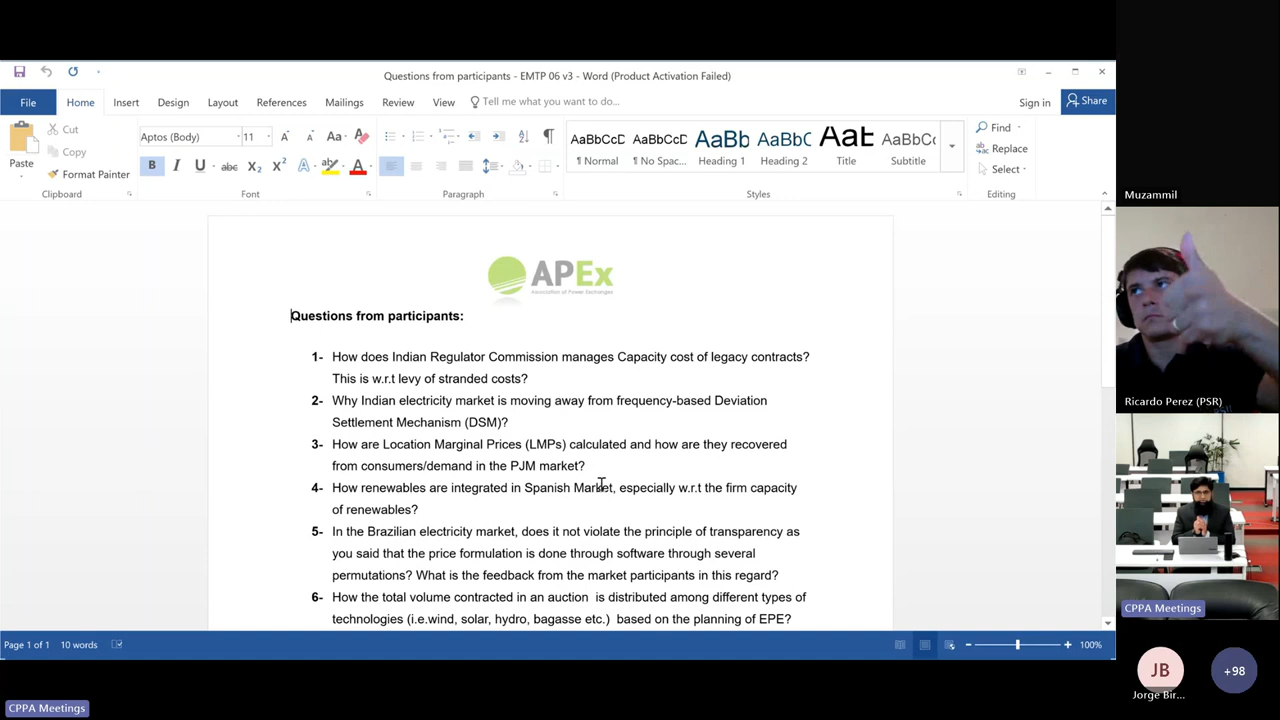 Questions from participants - EMTP 06 v3 - Word (Product Activation Failed)
File Home Insert Design Layout References Mailings Review View Tell me what you want to do... Sign in Share
Paste
Cut
Copy
Format Painter
Clipboard
Aptos (Body) 11
Font
Paragraph
AaBbCcD AaBbCcD AaBb AaBbC AaB AaBbCc
¶ Normal ¶ No Spac... Heading 1 Heading 2 Title Subtitle
Styles
Find
Replace
Select
Editing
APEx
Association of Power Exchanges
Questions from participants:
1- How does Indian Regulator Commission manages Capacity cost of legacy contracts?
This is w.r.t levy of stranded costs?
2- Why Indian electricity market is moving away from frequency-based Deviation
Settlement Mechanism (DSM)?
3- How are Location Marginal Prices (LMPs) calculated and how are they recovered
from consumers/demand in the PJM market?
4- How renewables are integrated in Spanish Market, especially w.r.t the firm capacity
of renewables?
5- In the Brazilian electricity market, does it not violate the principle of transparency as
you said that the price formulation is done through software through several
permutations? What is the feedback from the market participants in this regard?
6- How the total volume contracted in an auction is distributed among different types of
technologies (i.e.wind, solar, hydro, bagasse etc.) based on the planning of EPE?
Page 1 of 1 10 words 100%
CPPA Meetings
Muzammil
Ricardo Perez (PSR)
CPPA Meetings
JB
Jorge Bir...
+98